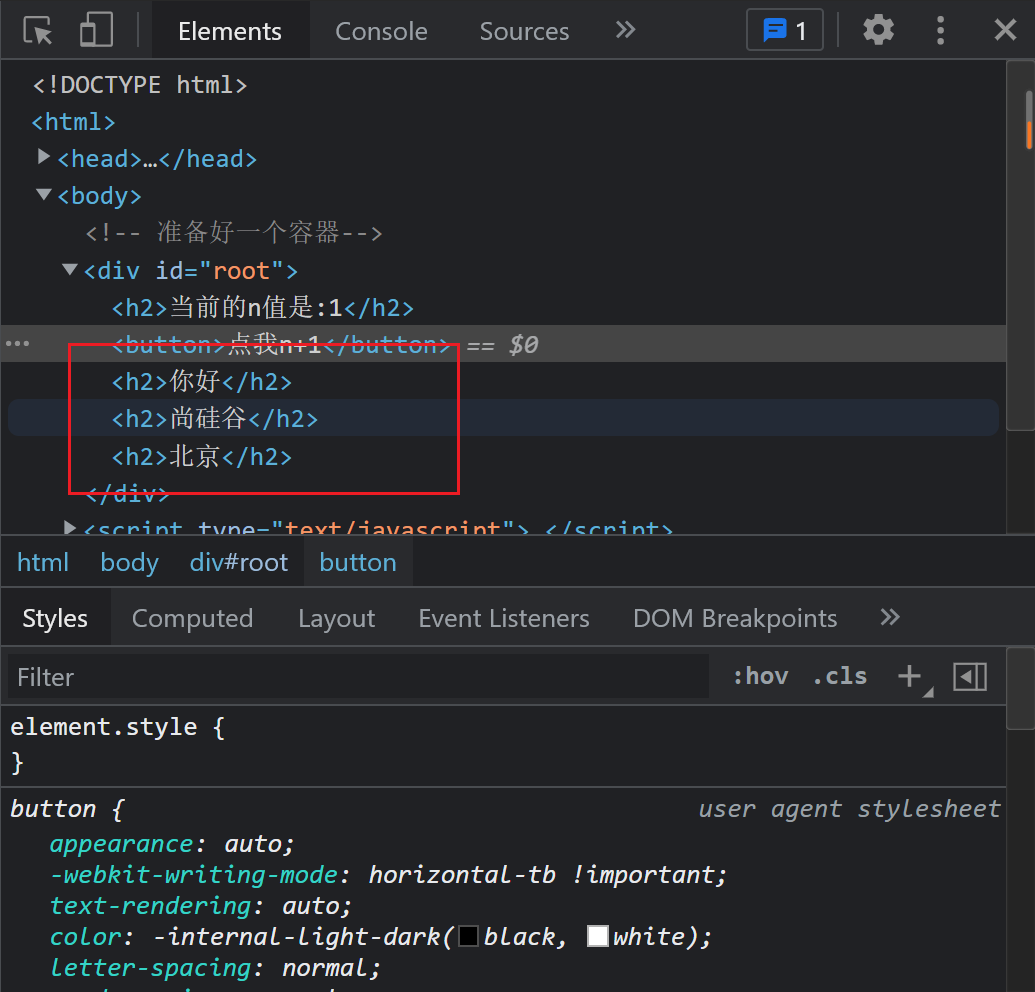 Elements Console Sources 1
<!DOCTYPE html>
<html>
<head>…</head>
<body>
<!-- 准备好一个容器-->
<div id="root">
<h2>当前的n值是:1</h2>
<button>点我n+1</button> == $0
<h2>你好</h2>
<h2>尚硅谷</h2>
<h2>北京</h2>
</div>
<script type="text/javascript"> </script>
html body div#root button
Styles Computed Layout Event Listeners DOM Breakpoints
Filter :hov .cls
element.style {
}
button { user agent stylesheet
appearance: auto;
-webkit-writing-mode: horizontal-tb !important;
text-rendering: auto;
color: -internal-light-dark(black, white);
letter-spacing: normal;